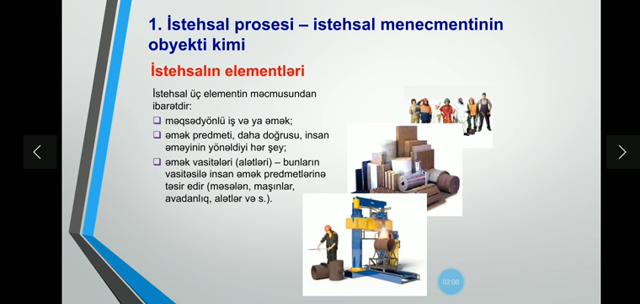 1. İstehsal prosesi – istehsal menecmentinin
obyekti kimi
İstehsalın elementləri
İstehsal üç elementin məcmusundan
ibarətdir:
məqsədyönlü iş və ya əmək;
əmək predmeti, daha doğrusu, insan
əməyinin yönəldiyi hər şey;
əmək vasitələri (alətləri) – bunların
vasitəsilə insan əmək predmetlərinə
təsir edir (məsələn, maşınlar,
avadanlıq, alətlər və s.).
02:00